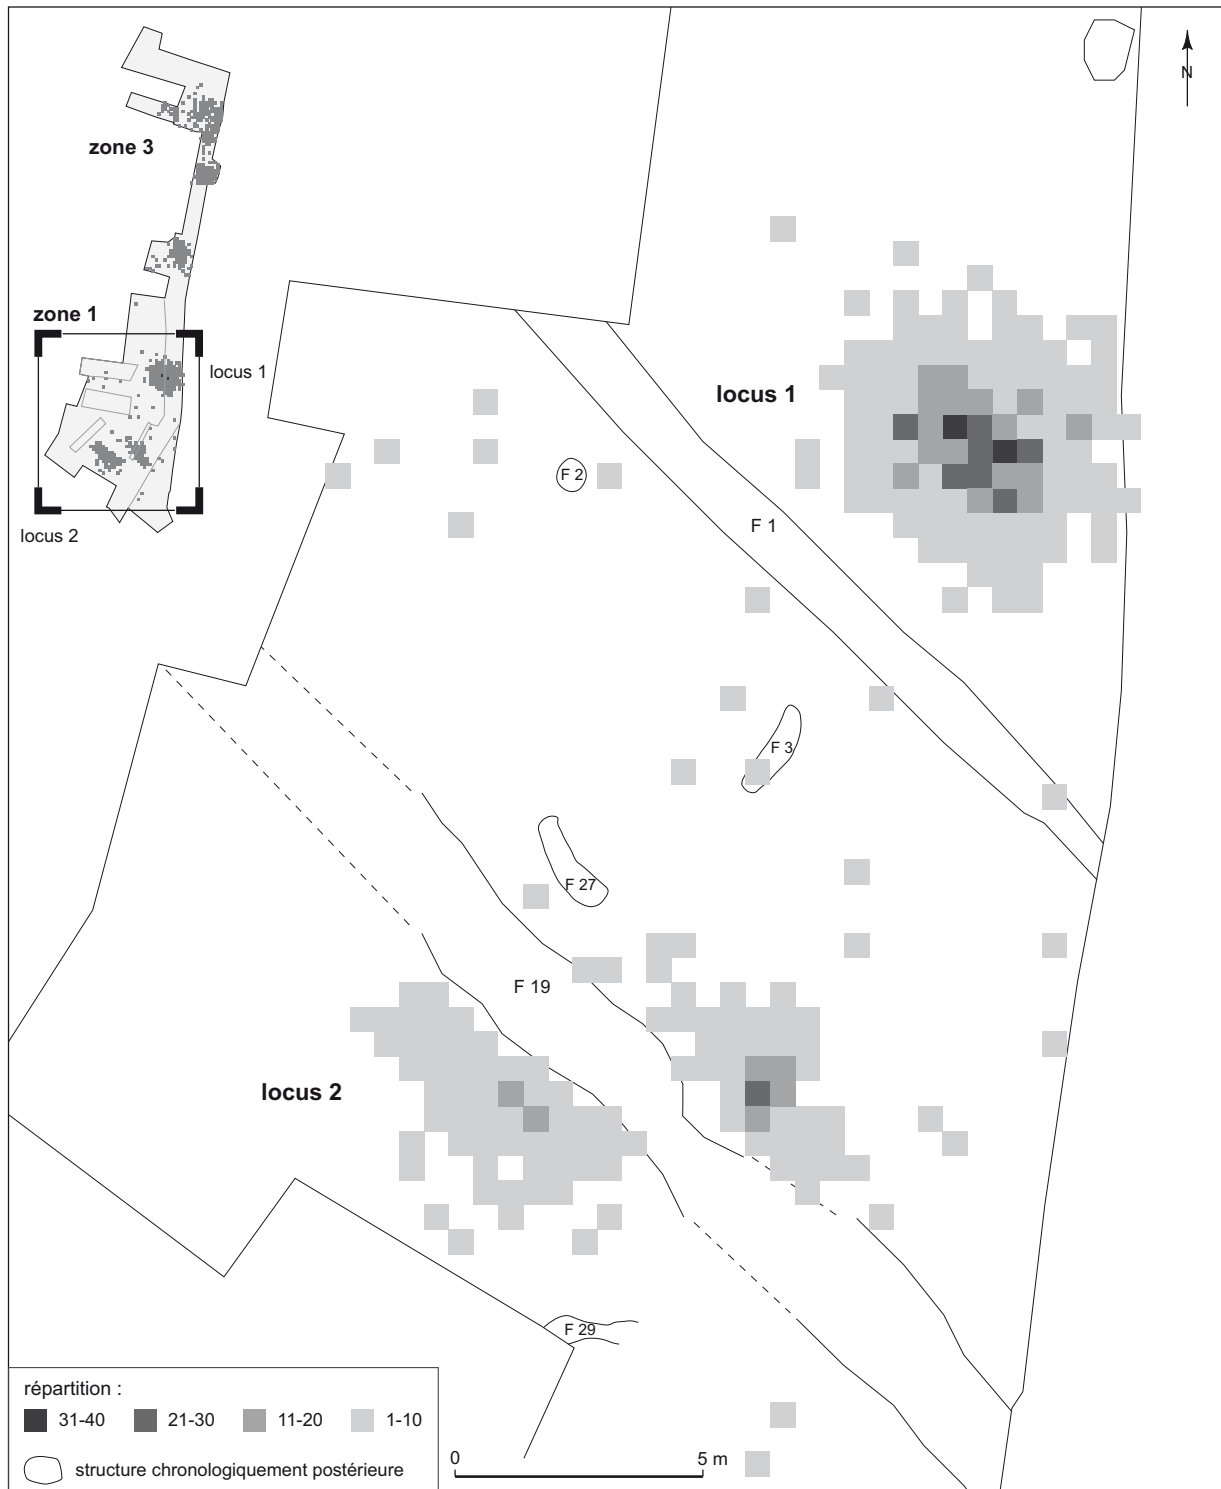 N
zone 3
zone 1
locus 1
locus 2
locus 1
F 2
F 1
F 3
F 27
F 19
locus 2
F 29
répartition :
31-40 21-30 11-20 1-10
structure chronologiquement postérieure
0 5 m